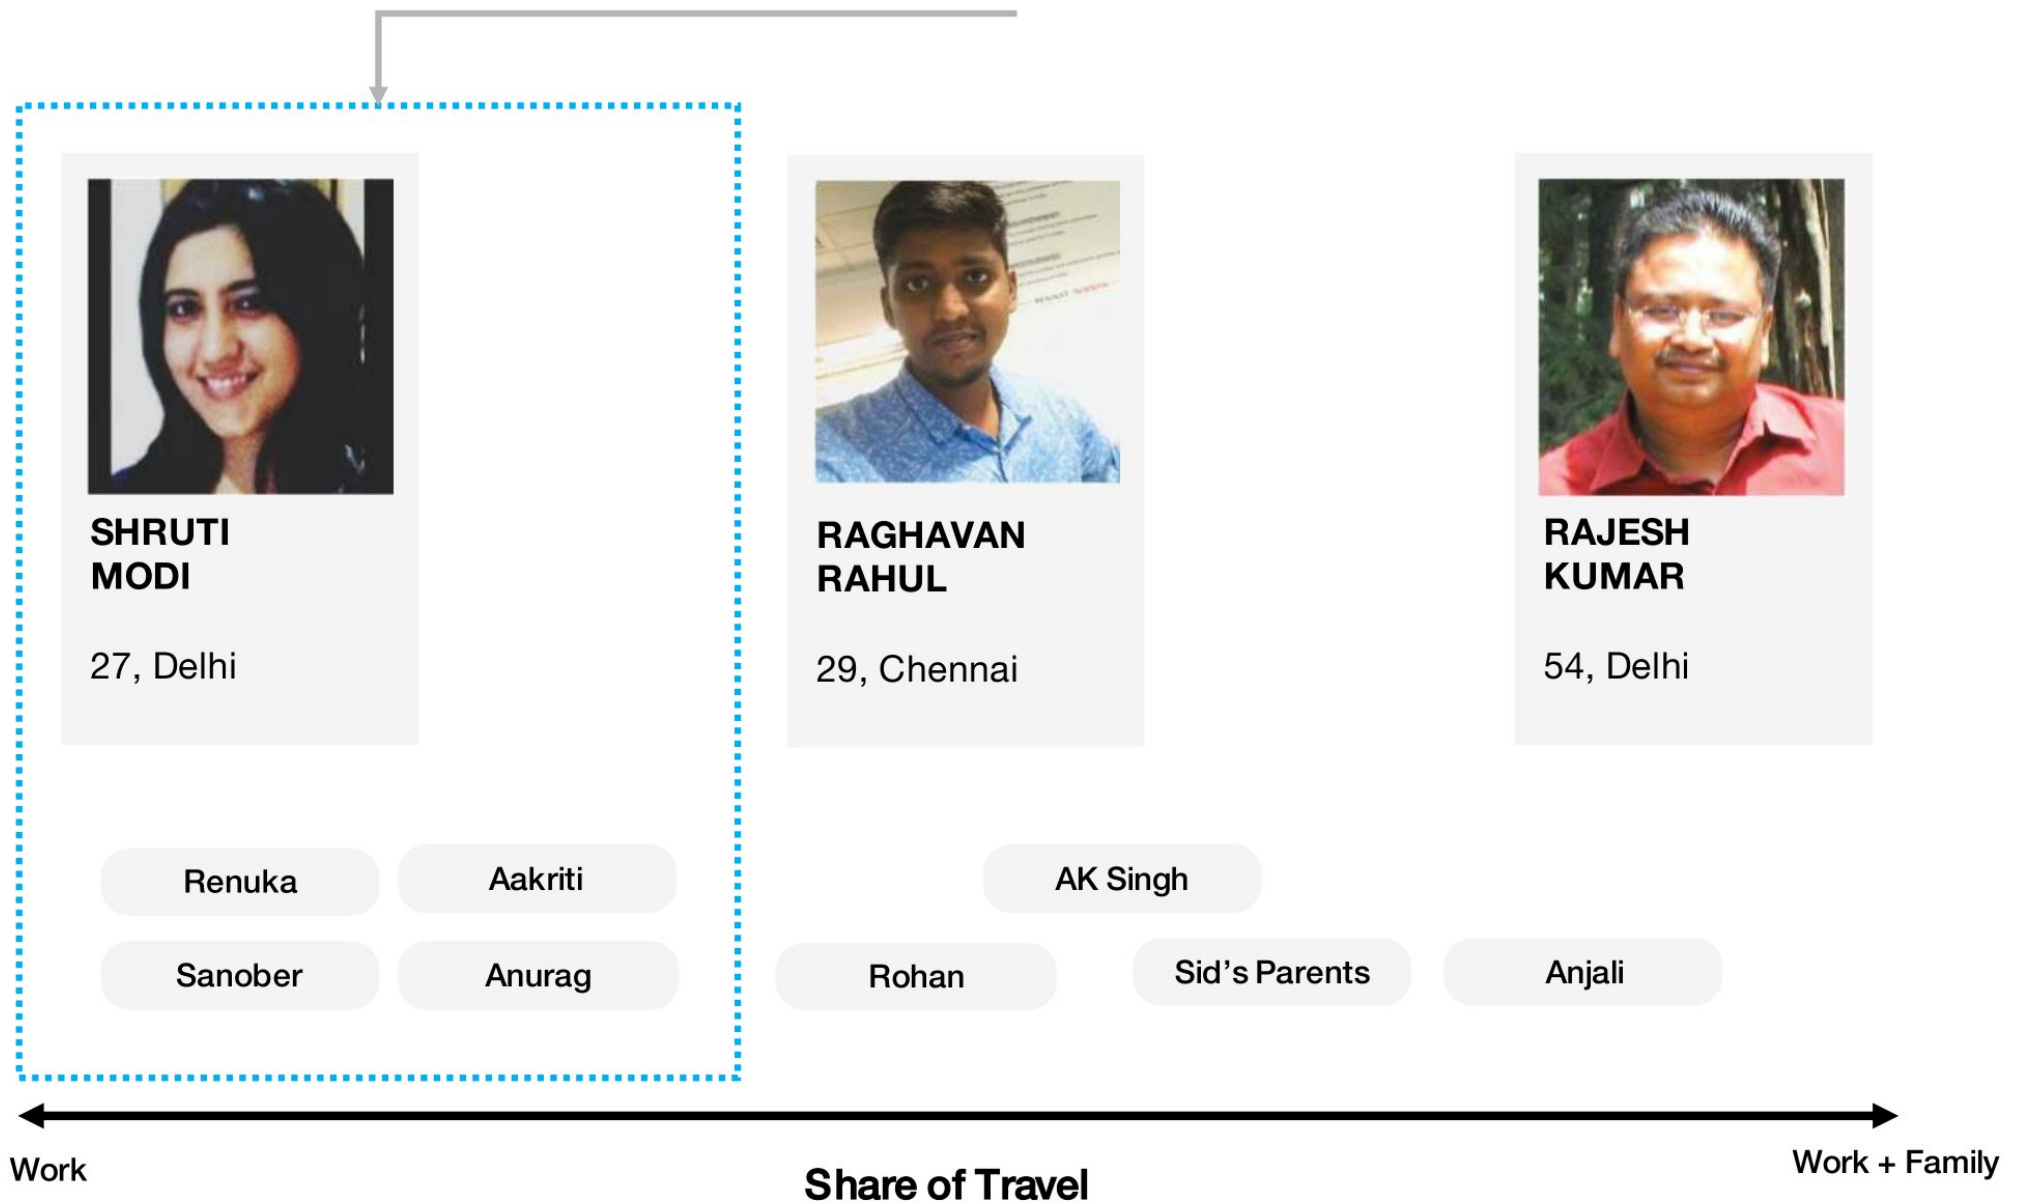 SHRUTI
MODI
27, Delhi
RAGHAVAN
RAHUL
29, Chennai
RAJESH
KUMAR
54, Delhi
Renuka
Aakriti
AK Singh
Sanober
Anurag
Rohan
Sid’s Parents
Anjali
Work
Share of Travel
Work + Family